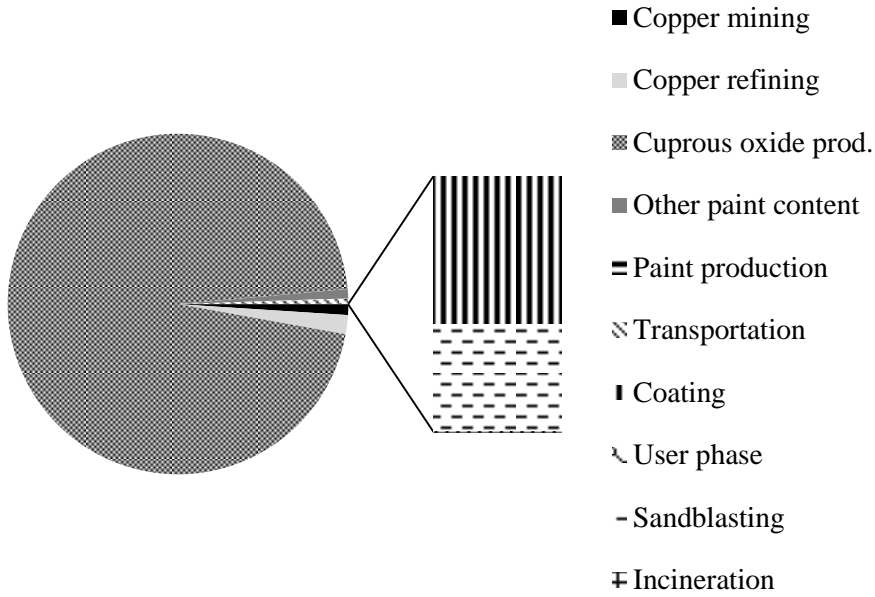 Copper mining
Copper refining
Cuprous oxide prod.
Other paint content
Paint production
Transportation
Coating
User phase
Sandblasting
Incineration